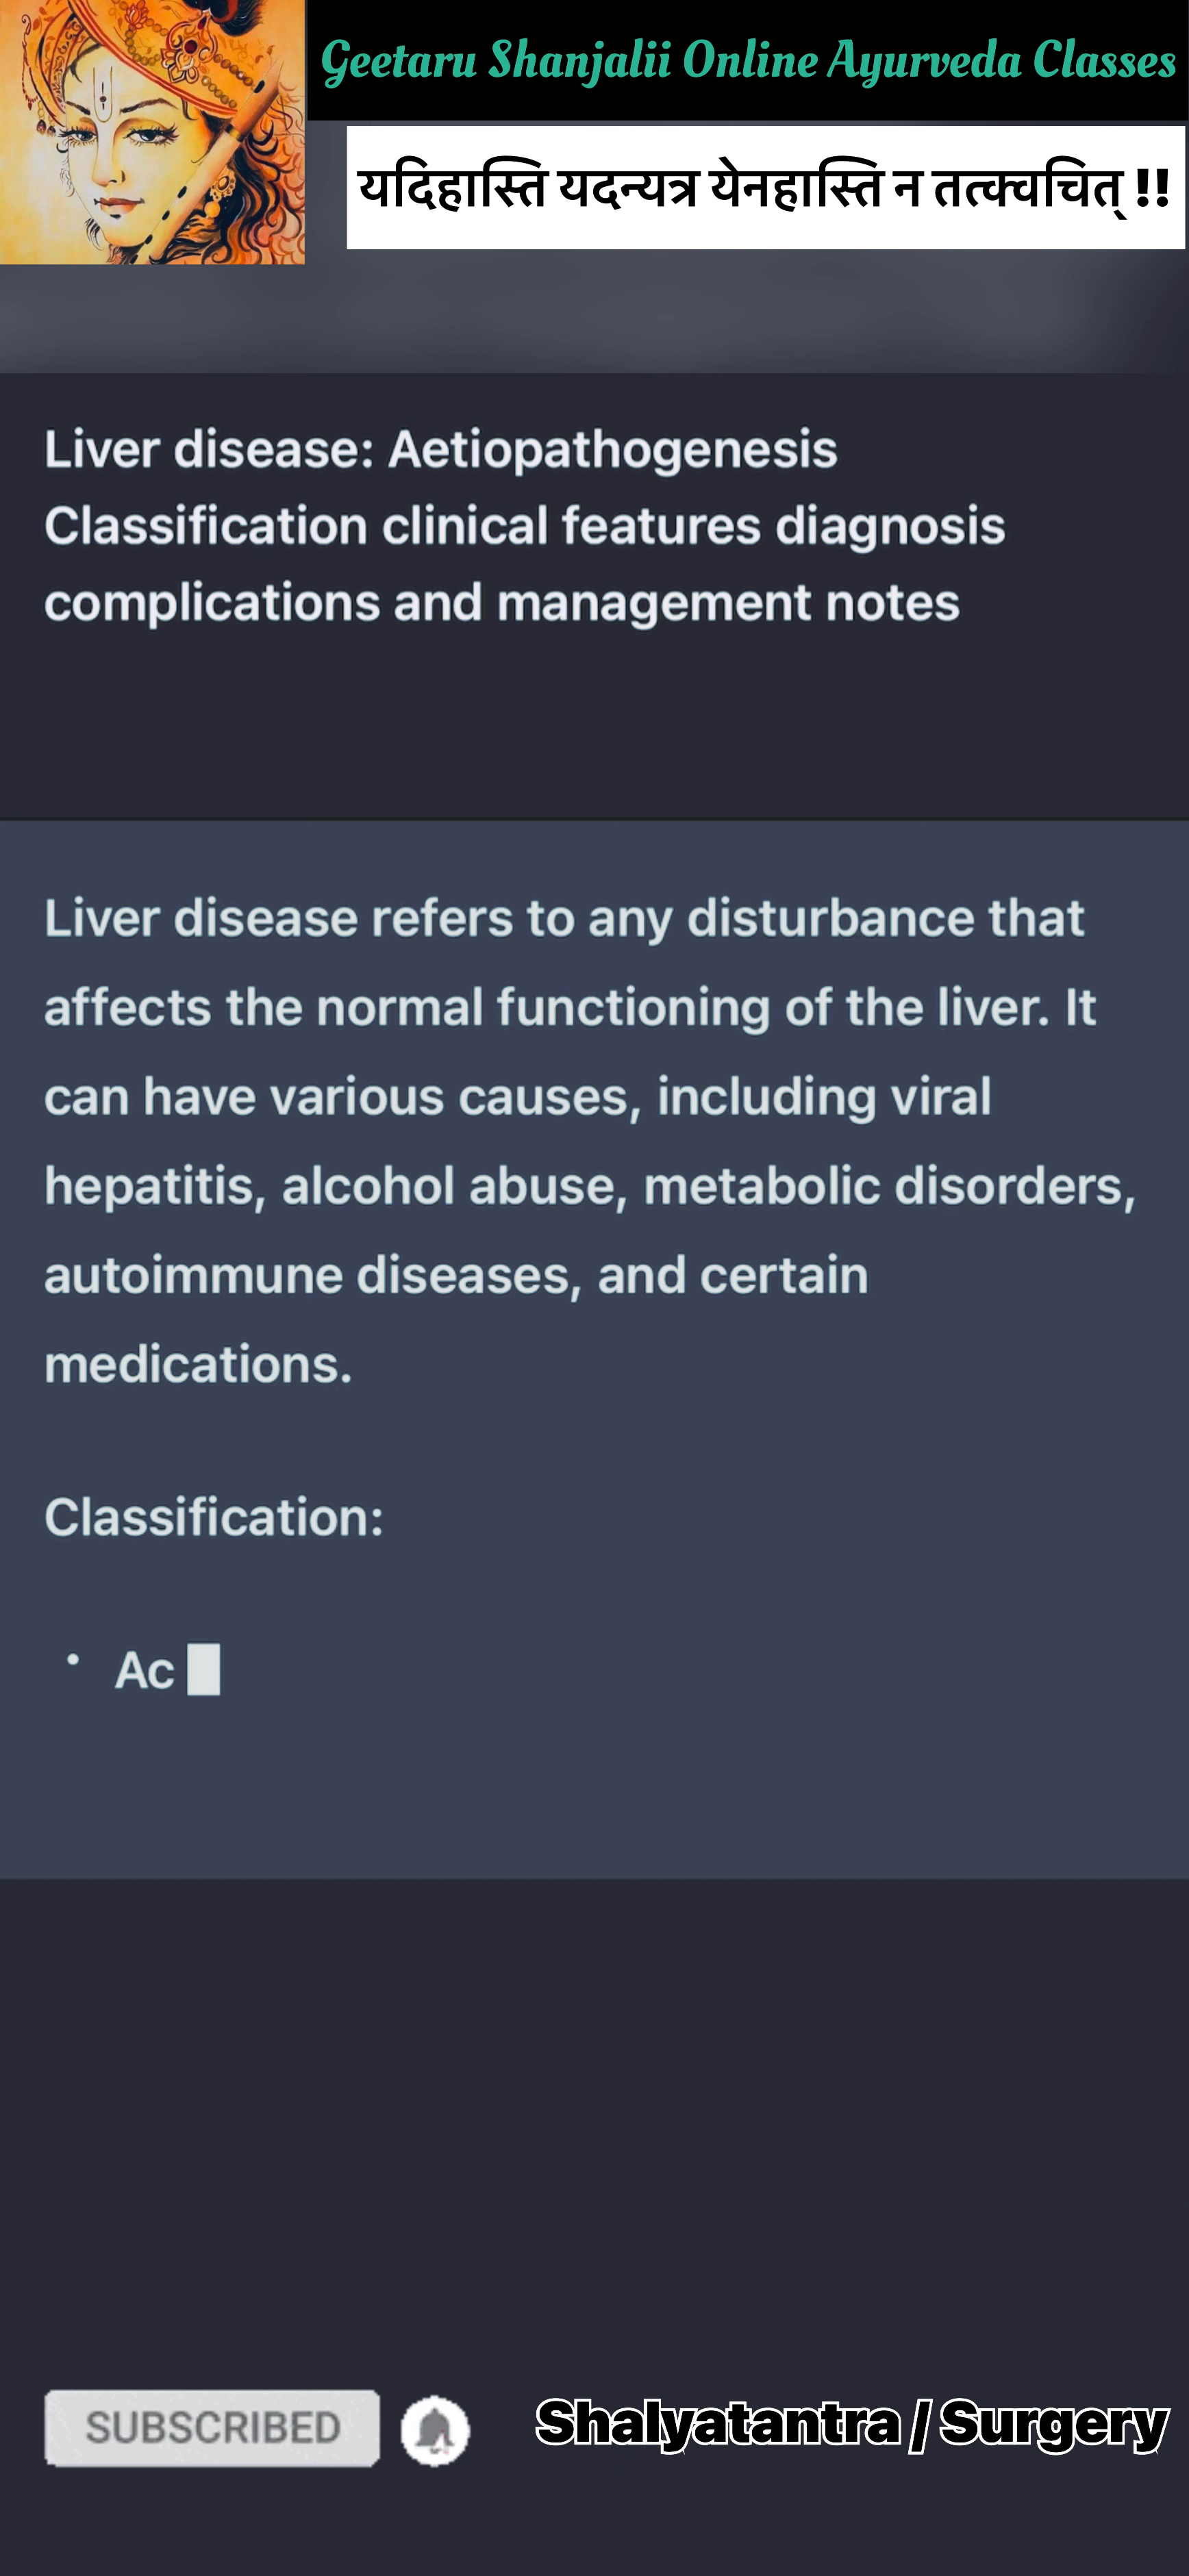 Geetaru Shanjalii Online Ayurveda Classes
यदिहास्ति यदन्यत्र येनहास्ति न तत्क्वचित् !!
Liver disease: Aetiopathogenesis
Classification clinical features diagnosis
complications and management notes
Liver disease refers to any disturbance that
affects the normal functioning of the liver. It
can have various causes, including viral
hepatitis, alcohol abuse, metabolic disorders,
autoimmune diseases, and certain
medications.
Classification:
• Ac
SUBSCRIBED
Shalyatantra / Surgery